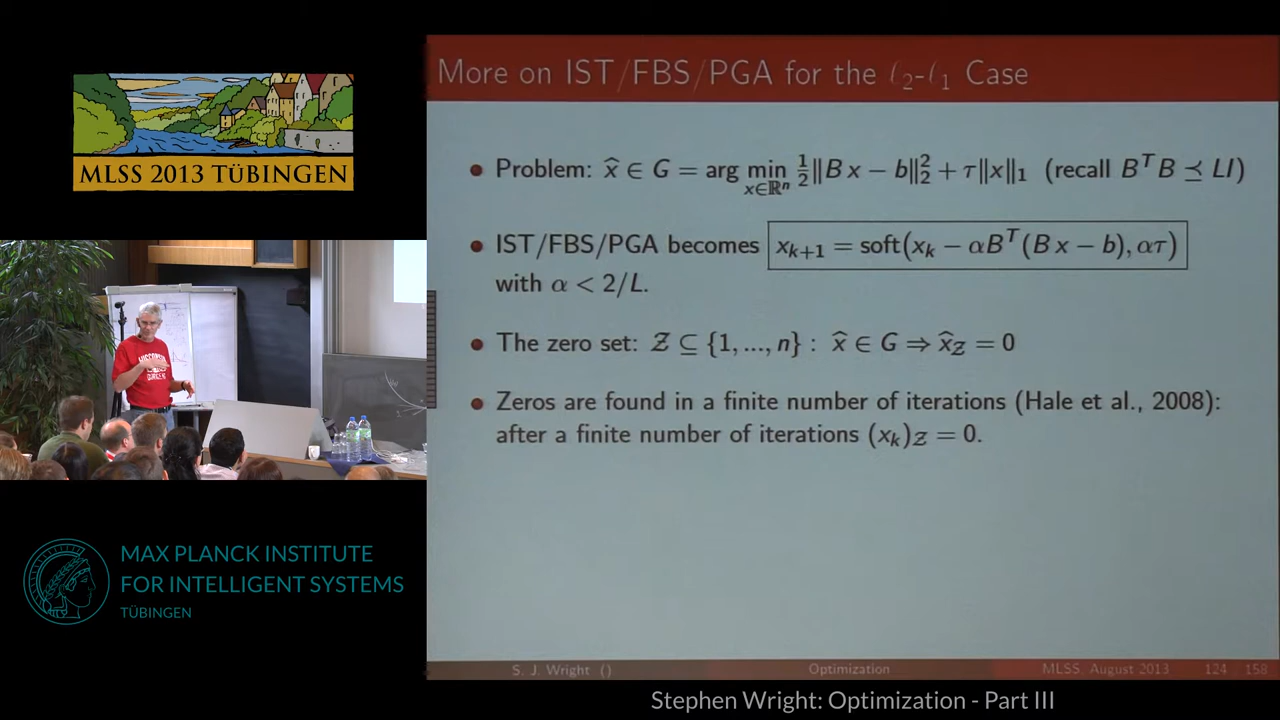 MLSS 2013 TÜBINGEN
More on IST/FBS/PGA for the ℓ₂-ℓ₁ Case
• Problem: x̂ ∈ G = arg min_{x∈ℝⁿ} ½‖B x − b‖₂² + τ‖x‖₁ (recall BᵀB ⪯ LI)
• IST/FBS/PGA becomes x_{k+1} = soft(x_k − αBᵀ(B x − b), ατ)
with α < 2/L.
• The zero set: 𝒵 ⊆ {1, ..., n} : x̂ ∈ G ⇒ x̂_𝒵 = 0
• Zeros are found in a finite number of iterations (Hale et al., 2008):
after a finite number of iterations (x_k)_𝒵 = 0.
WISCONSIN
MAX PLANCK INSTITUTE
FOR INTELLIGENT SYSTEMS
TÜBINGEN
S. J. Wright () Optimization MLSS, August 2013 124 / 158
Stephen Wright: Optimization - Part III